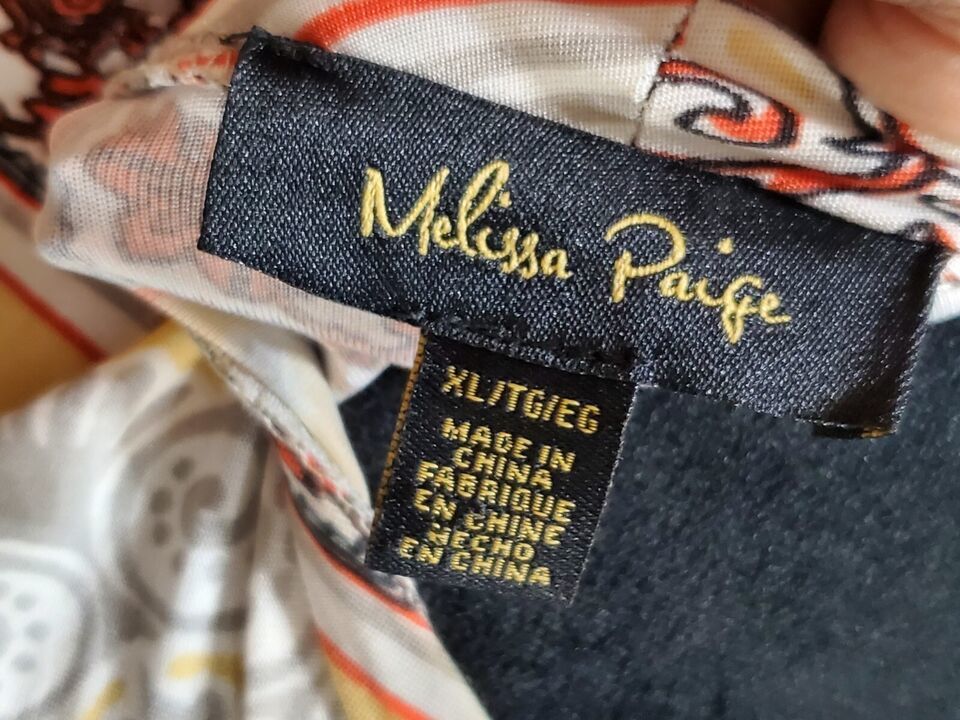 Melissa Paige
XL/TG/EG
MADE IN
CHINA
FABRIQUE
EN CHINE
HECHO
EN CHINA